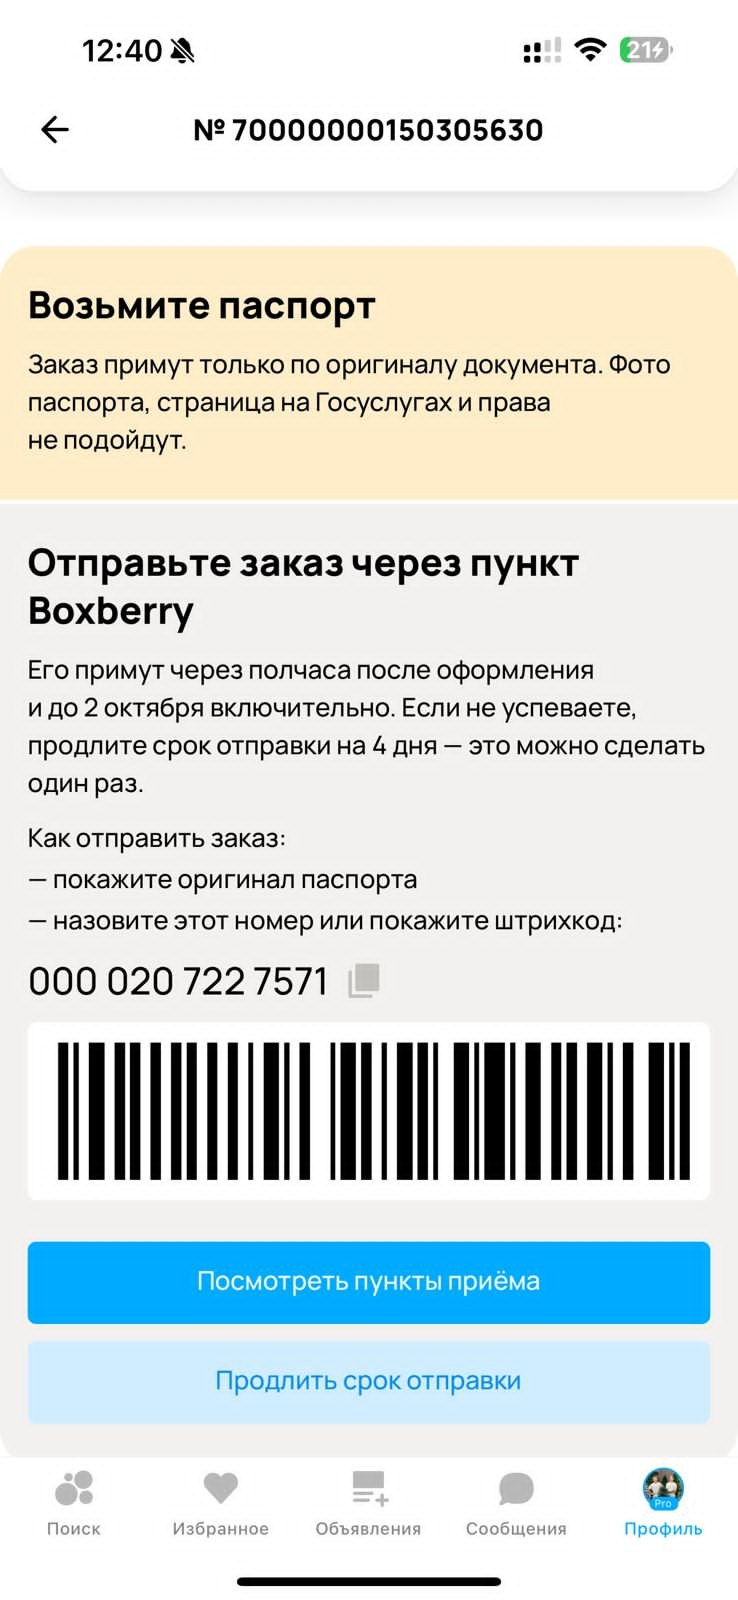 12:40
21
№ 70000000150305630
Возьмите паспорт
Заказ примут только по оригиналу документа. Фото
паспорта, страница на Госуслугах и права
не подойдут.
Отправьте заказ через пункт
Boxberry
Его примут через полчаса после оформления
и до 2 октября включительно. Если не успеваете,
продлите срок отправки на 4 дня — это можно сделать
один раз.
Как отправить заказ:
— покажите оригинал паспорта
— назовите этот номер или покажите штрихкод:
000 020 722 7571
Посмотреть пункты приёма
Продлить срок отправки
Pro
Поиск Избранное Объявления Сообщения Профиль